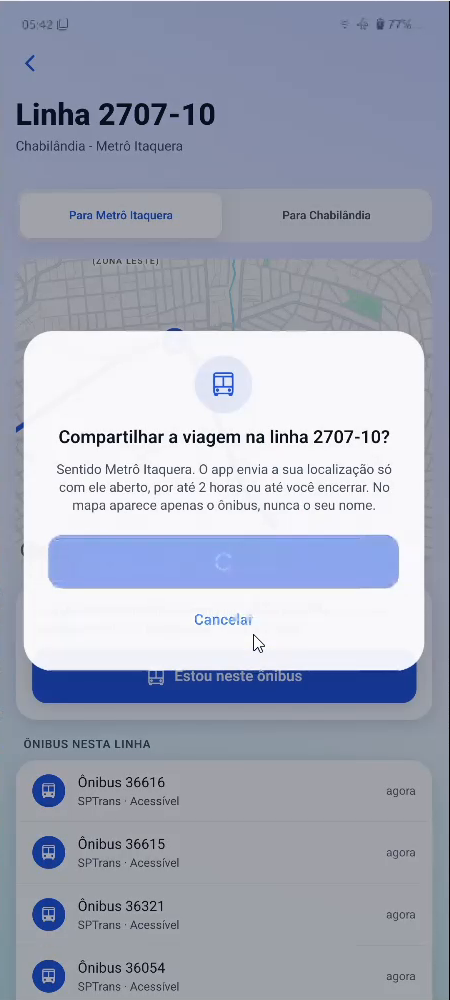 05:42
77%
Linha 2707-10
Chabilândia - Metrô Itaquera
Para Metrô Itaquera
Para Chabilândia
(ZONA LESTE)
Compartilhar a viagem na linha 2707-10?
Sentido Metrô Itaquera. O app envia a sua localização só
com ele aberto, por até 2 horas ou até você encerrar. No
mapa aparece apenas o ônibus, nunca o seu nome.
Cancelar
Estou neste ônibus
ÔNIBUS NESTA LINHA
Ônibus 36616
SPTrans · Acessível
agora
Ônibus 36615
SPTrans · Acessível
agora
Ônibus 36321
SPTrans · Acessível
agora
Ônibus 36054
SPTrans · Acessível
agora